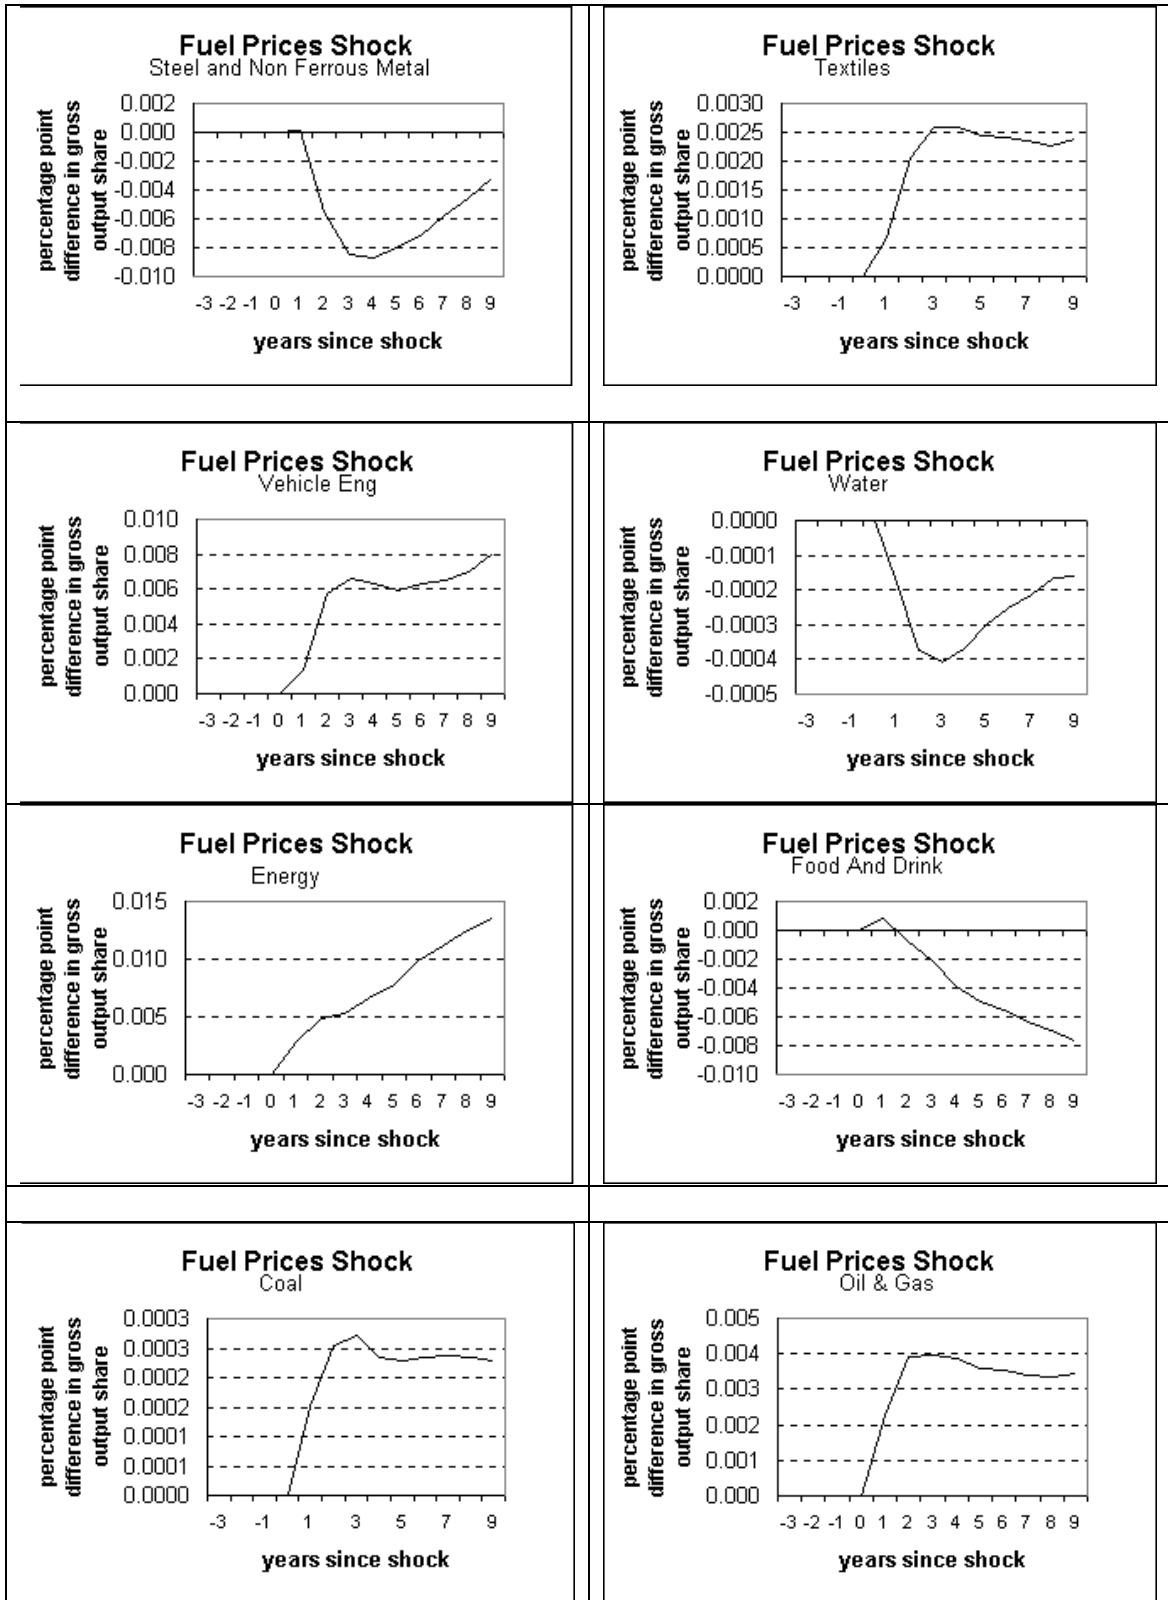 Fuel Prices Shock
Steel and Non Ferrous Metal
percentage point
difference in gross
output share
0.002
0.000
-0.002
-0.004
-0.006
-0.008
-0.010
-3 -2 -1 0 1 2 3 4 5 6 7 8 9
years since shock
Fuel Prices Shock
Textiles
percentage point
difference in gross
output share
0.0030
0.0025
0.0020
0.0015
0.0010
0.0005
0.0000
-3 -1 1 3 5 7 9
years since shock
Fuel Prices Shock
Vehicle Eng
percentage point
difference in gross
output share
0.010
0.008
0.006
0.004
0.002
0.000
-3 -2 -1 0 1 2 3 4 5 6 7 8 9
years since shock
Fuel Prices Shock
Water
percentage point
difference in gross
output share
0.0000
-0.0001
-0.0002
-0.0003
-0.0004
-0.0005
-3 -1 1 3 5 7 9
years since shock
Fuel Prices Shock
Energy
percentage point
difference in gross
output share
0.015
0.010
0.005
0.000
-3 -2 -1 0 1 2 3 4 5 6 7 8 9
years since shock
Fuel Prices Shock
Food And Drink
percentage point
difference in gross
output share
0.002
0.000
-0.002
-0.004
-0.006
-0.008
-0.010
-3 -2 -1 0 1 2 3 4 5 6 7 8 9
years since shock
Fuel Prices Shock
Coal
percentage point
difference in gross
output share
0.0003
0.0003
0.0002
0.0002
0.0001
0.0001
0.0000
-3 -1 1 3 5 7 9
years since shock
Fuel Prices Shock
Oil & Gas
percentage point
difference in gross
output share
0.005
0.004
0.003
0.002
0.001
0.000
-3 -2 -1 0 1 2 3 4 5 6 7 8 9
years since shock